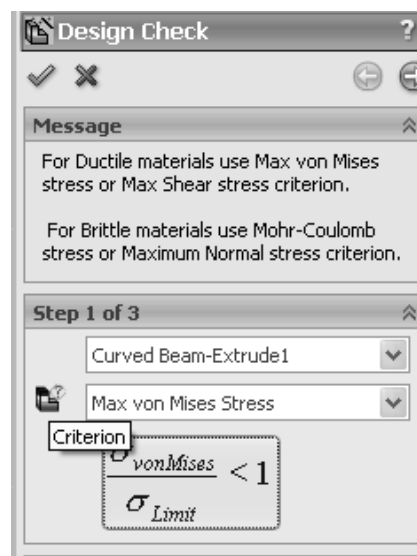 Design Check ?
Message
For Ductile materials use Max von Mises
stress or Max Shear stress criterion.
For Brittle materials use Mohr-Coulomb
stress or Maximum Normal stress criterion.
Step 1 of 3
Curved Beam-Extrude1
Max von Mises Stress
Criterion
σ vonMises
< 1
σ Limit